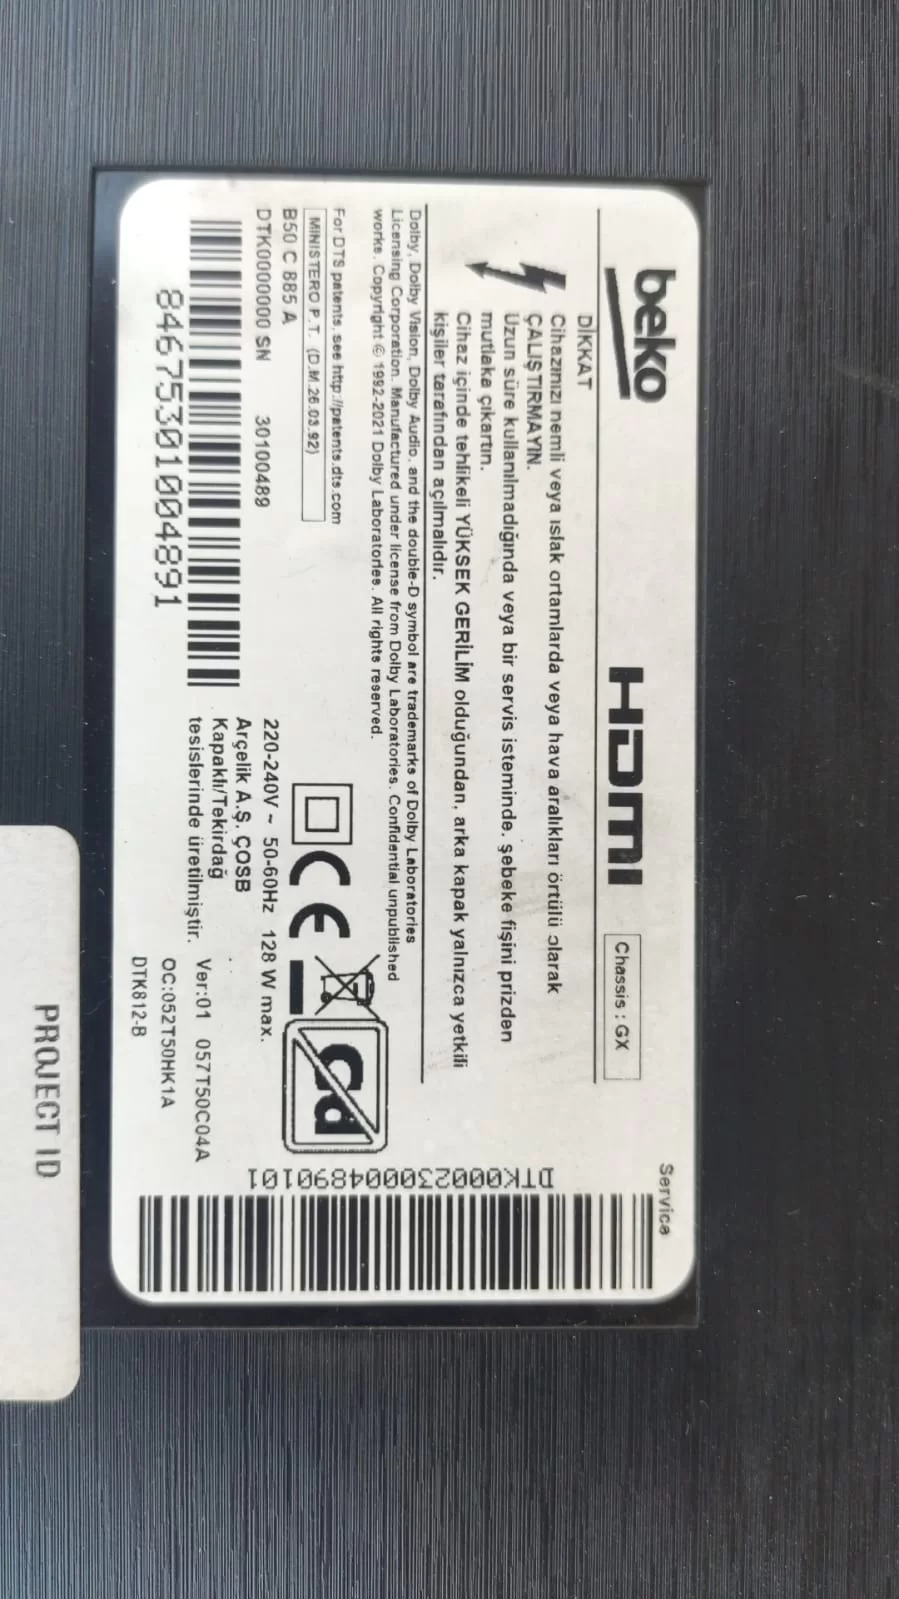 beko
HDMI
Chassis : GX
Service
DİKKAT
Cihazınızı nemli veya ıslak ortamlarda veya hava aralıkları örtülü olarak
ÇALIŞTIRMAYIN.
Uzun süre kullanılmadığında veya bir servis isteminde, şebeke fişini prizden
mutlaka çıkartın.
Cihaz içinde tehlikeli YÜKSEK GERİLİM olduğundan, arka kapak yalnızca yetkili
kişiler tarafından açılmalıdır.
Dolby, Dolby Vision, Dolby Audio, and the double-D symbol are trademarks of Dolby Laboratories
Licensing Corporation. Manufactured under license from Dolby Laboratories. Confidential unpublished
works. Copyright © 1992-2021 Dolby Laboratories. All rights reserved.
For DTS patents, see http://patents.dts.com
MINISTERO P.T. (D.M.26.03.92)
B50 C 885 A
DTK0000000 SN 30100489
84675301004891
CE
Cd
220-240V ~ 50-60Hz 128 W max.
Arçelik A.Ş. ÇOSB
Kapaklı/Tekirdağ
tesislerinde üretilmiştir.
Ver:01 057T50C04A
OC:052T50HK1A
DTK812-B
DTK0002300004890101
PROJECT ID